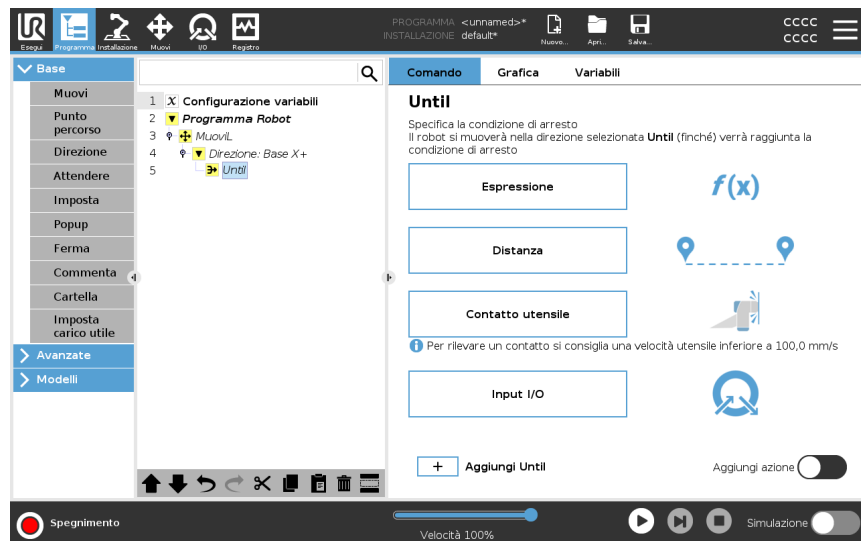 PROGRAMMA <unnamed>*
INSTALLAZIONE default*
cccc
cccc
Esegui
Programma
Installazione
Muovi
I/O
Registro
Nuovo...
Apri...
Salva...
Base
Muovi
Punto
percorso
Direzione
Attendere
Imposta
Popup
Ferma
Commenta
Cartella
Imposta
carico utile
Avanzate
Modelli
1 X Configurazione variabili
2 Programma Robot
3 MuoviL
4 Direzione: Base X+
5 Until
Comando Grafica Variabili
Until
Specifica la condizione di arresto
Il robot si muoverà nella direzione selezionata Until (finché) verrà raggiunta la
condizione di arresto
Espressione
f(x)
Distanza
Contatto utensile
Per rilevare un contatto si consiglia una velocità utensile inferiore a 100,0 mm/s
Input I/O
+ Aggiungi Until
Aggiungi azione
Spegnimento
Velocità 100%
Simulazione